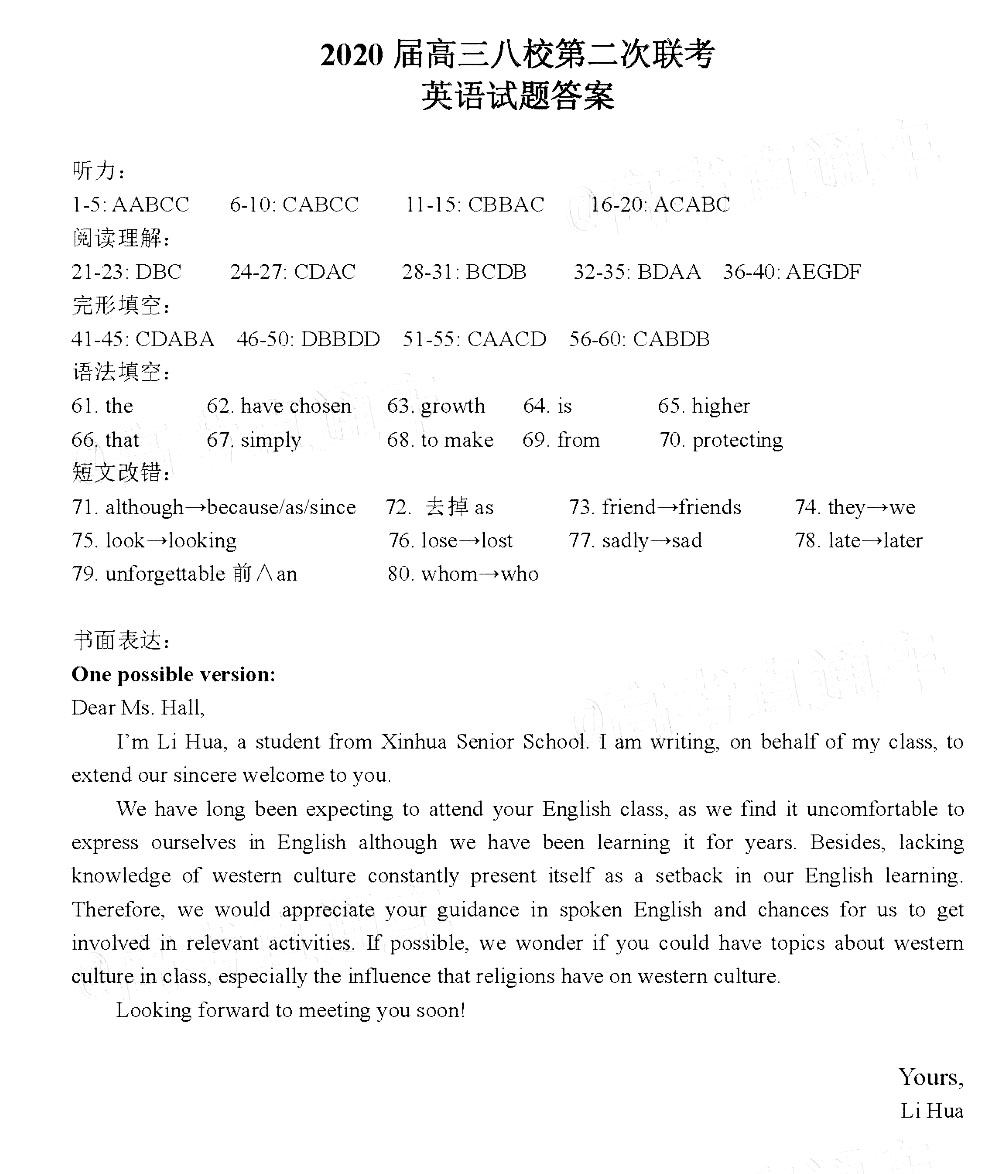 2020 届高三八校第二次联考
英语试题答案
听力：
1-5: AABCC 6-10: CABCC 11-15: CBBAC 16-20: ACABC
阅读理解：
21-23: DBC 24-27: CDAC 28-31: BCDB 32-35: BDAA 36-40: AEGDF
完形填空：
41-45: CDABA 46-50: DBBDD 51-55: CAACD 56-60: CABDB
语法填空：
61. the 62. have chosen 63. growth 64. is 65. higher
66. that 67. simply 68. to make 69. from 70. protecting
短文改错：
71. although→because/as/since 72. 去掉 as 73. friend→friends 74. they→we
75. look→looking 76. lose→lost 77. sadly→sad 78. late→later
79. unforgettable 前∧an 80. whom→who
书面表达：
One possible version:
Dear Ms. Hall,
I'm Li Hua, a student from Xinhua Senior School. I am writing, on behalf of my class, to
extend our sincere welcome to you.
We have long been expecting to attend your English class, as we find it uncomfortable to
express ourselves in English although we have been learning it for years. Besides, lacking
knowledge of western culture constantly present itself as a setback in our English learning.
Therefore, we would appreciate your guidance in spoken English and chances for us to get
involved in relevant activities. If possible, we wonder if you could have topics about western
culture in class, especially the influence that religions have on western culture.
Looking forward to meeting you soon!
Yours,
Li Hua